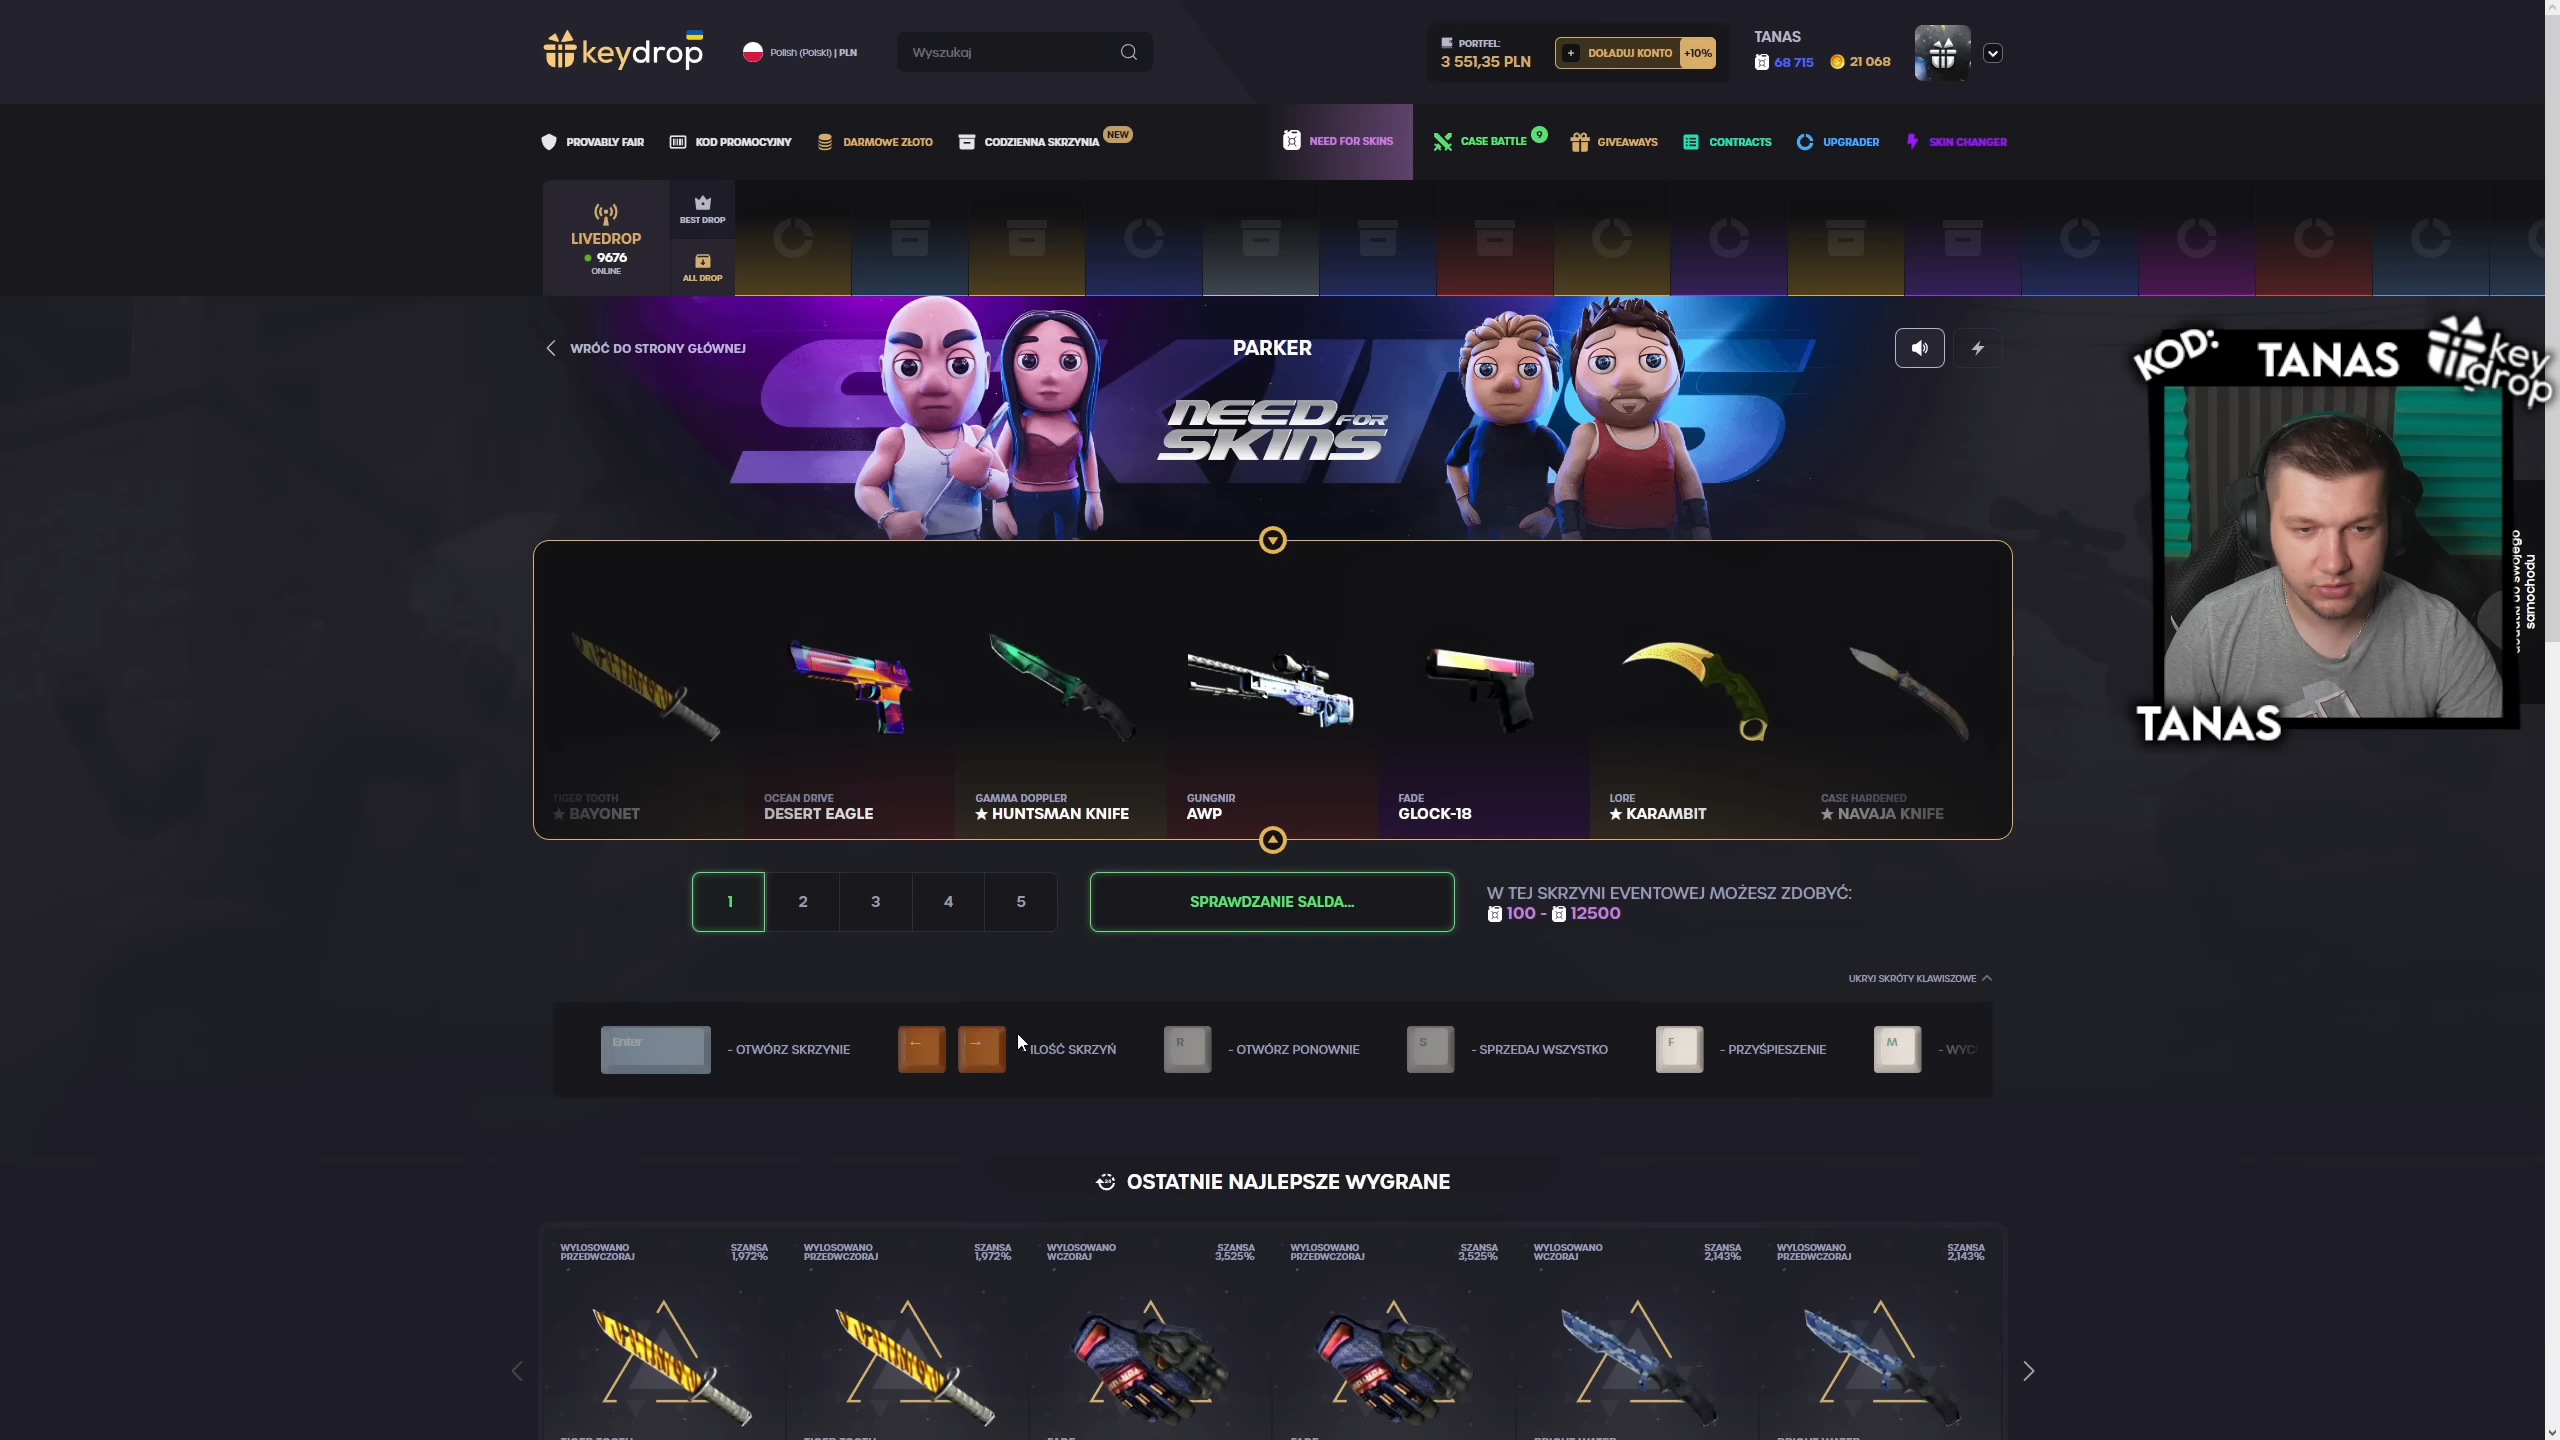 keydrop
Polish (Polski) | PLN
Wyszukaj
PORTFEL:
3 551,35 PLN
+ DOŁADUJ KONTO +10%
TANAS
68 715 21 068
PROVABLY FAIR
KOD PROMOCYJNY
DARMOWE ZŁOTO
CODZIENNA SKRZYNIA NEW
NEED FOR SKINS
CASE BATTLE 9
GIVEAWAYS
CONTRACTS
UPGRADER
SKIN CHANGER
LIVEDROP
9676
ONLINE
BEST DROP
ALL DROP
WRÓĆ DO STRONY GŁÓWNEJ
PARKER
NEED FOR
SKINS
KOD: TANAS key
drop
samochodu
TANAS
TIGER TOOTH
★ BAYONET
OCEAN DRIVE
DESERT EAGLE
GAMMA DOPPLER
★ HUNTSMAN KNIFE
GUNGNIR
AWP
FADE
GLOCK-18
LORE
★ KARAMBIT
CASE HARDENED
★ NAVAJA KNIFE
1 2 3 4 5
SPRAWDZANIE SALDA...
W TEJ SKRZYNI EVENTOWEJ MOŻESZ ZDOBYĆ:
100 - 12500
UKRYJ SKRÓTY KLAWISZOWE
Enter - OTWÓRZ SKRZYNIE
← → ILOŚĆ SKRZYŃ
R - OTWÓRZ PONOWNIE
S - SPRZEDAJ WSZYSTKO
F - PRZYŚPIESZENIE
M - WYC
OSTATNIE NAJLEPSZE WYGRANE
WYLOSOWANO
PRZEDWCZORAJ
SZANSA
1,972%
WYLOSOWANO
PRZEDWCZORAJ
SZANSA
1,972%
WYLOSOWANO
WCZORAJ
SZANSA
3,525%
WYLOSOWANO
PRZEDWCZORAJ
SZANSA
3,525%
WYLOSOWANO
WCZORAJ
SZANSA
2,143%
WYLOSOWANO
PRZEDWCZORAJ
SZANSA
2,143%